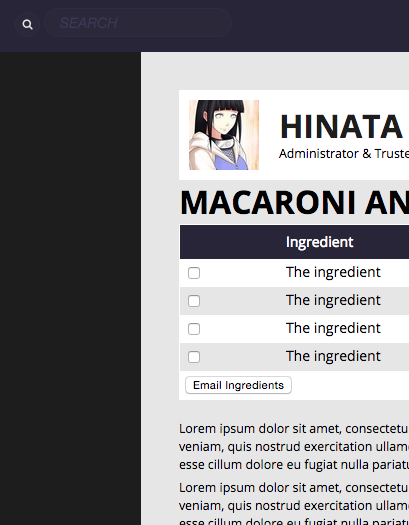 SEARCH
HINATA
Administrator & Truste
MACARONI AN
Ingredient
The ingredient
The ingredient
The ingredient
The ingredient
Email Ingredients
Lorem ipsum dolor sit amet, consectetu
veniam, quis nostrud exercitation ullam
esse cillum dolore eu fugiat nulla pariatu
Lorem ipsum dolor sit amet, consectetu
veniam, quis nostrud exercitation ullam
esse cillum dolore eu fugiat nulla pariatu